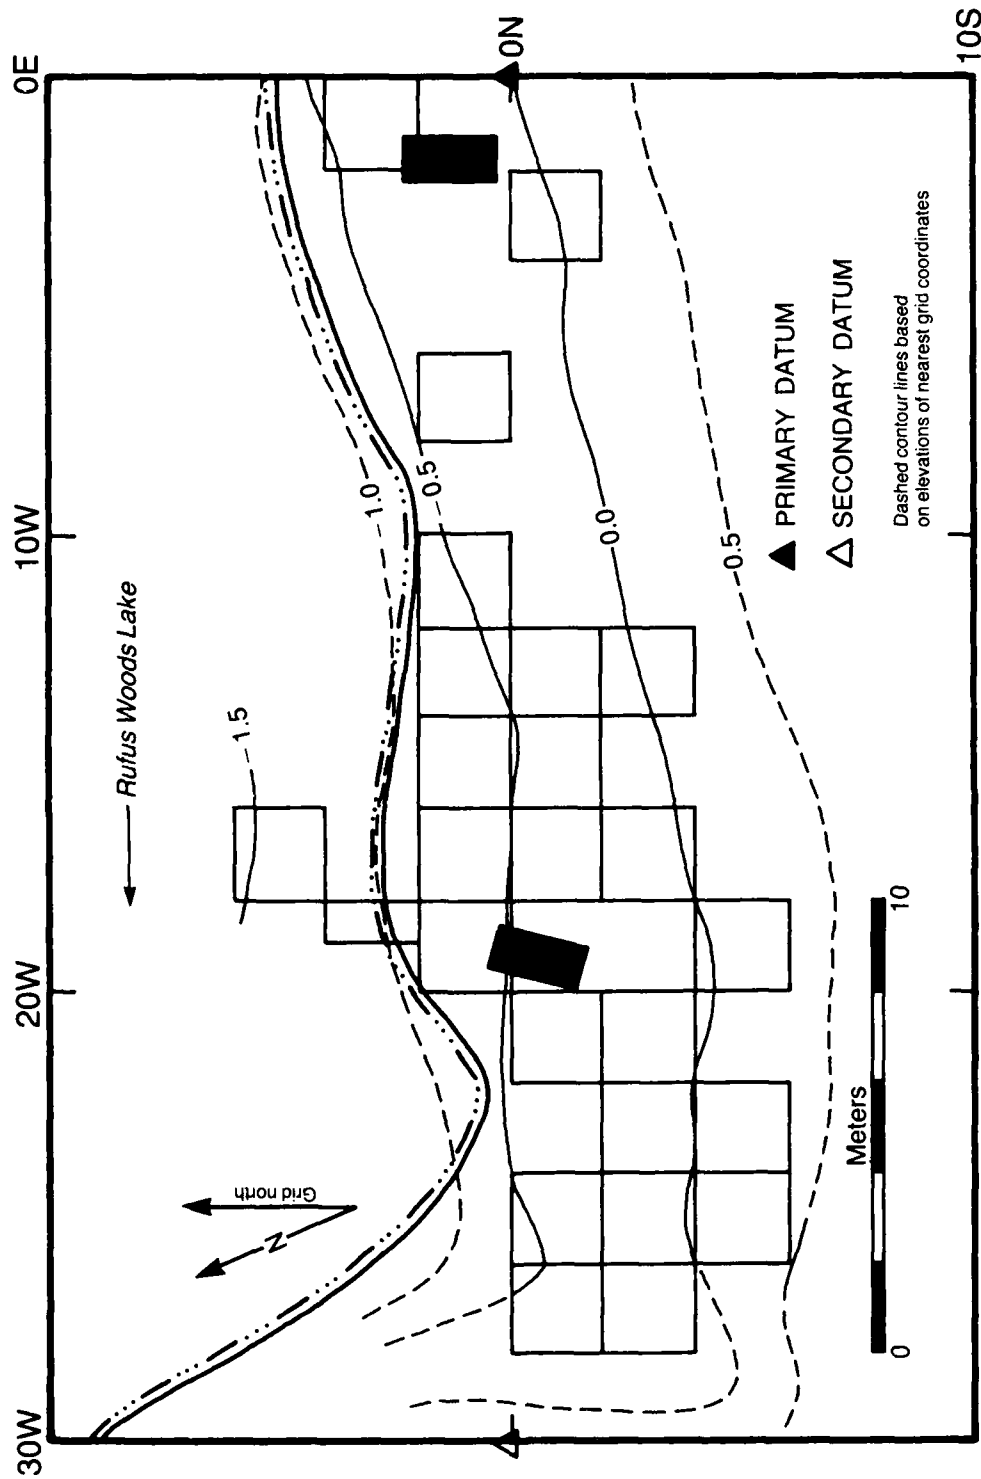 30W
20W
10W
0E
Rufus Woods Lake
1.5
Grid north
N
1.0
0.5
0N
0.0
-0.5
PRIMARY DATUM
SECONDARY DATUM
Meters
0
10
Dashed contour lines based
on elevations of nearest grid coordinates
10S